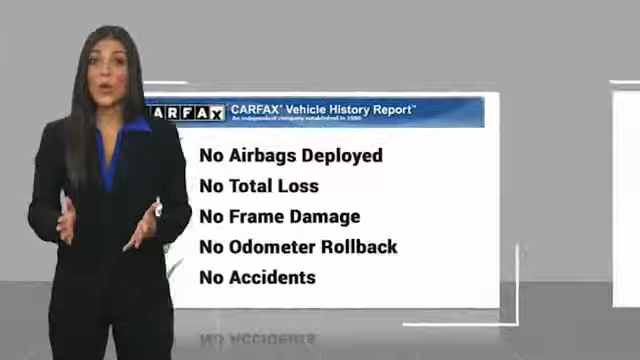 CARFAX CARFAX® Vehicle History Report™
An independent company established in 1986
No Airbags Deployed
No Total Loss
No Frame Damage
No Odometer Rollback
No Accidents